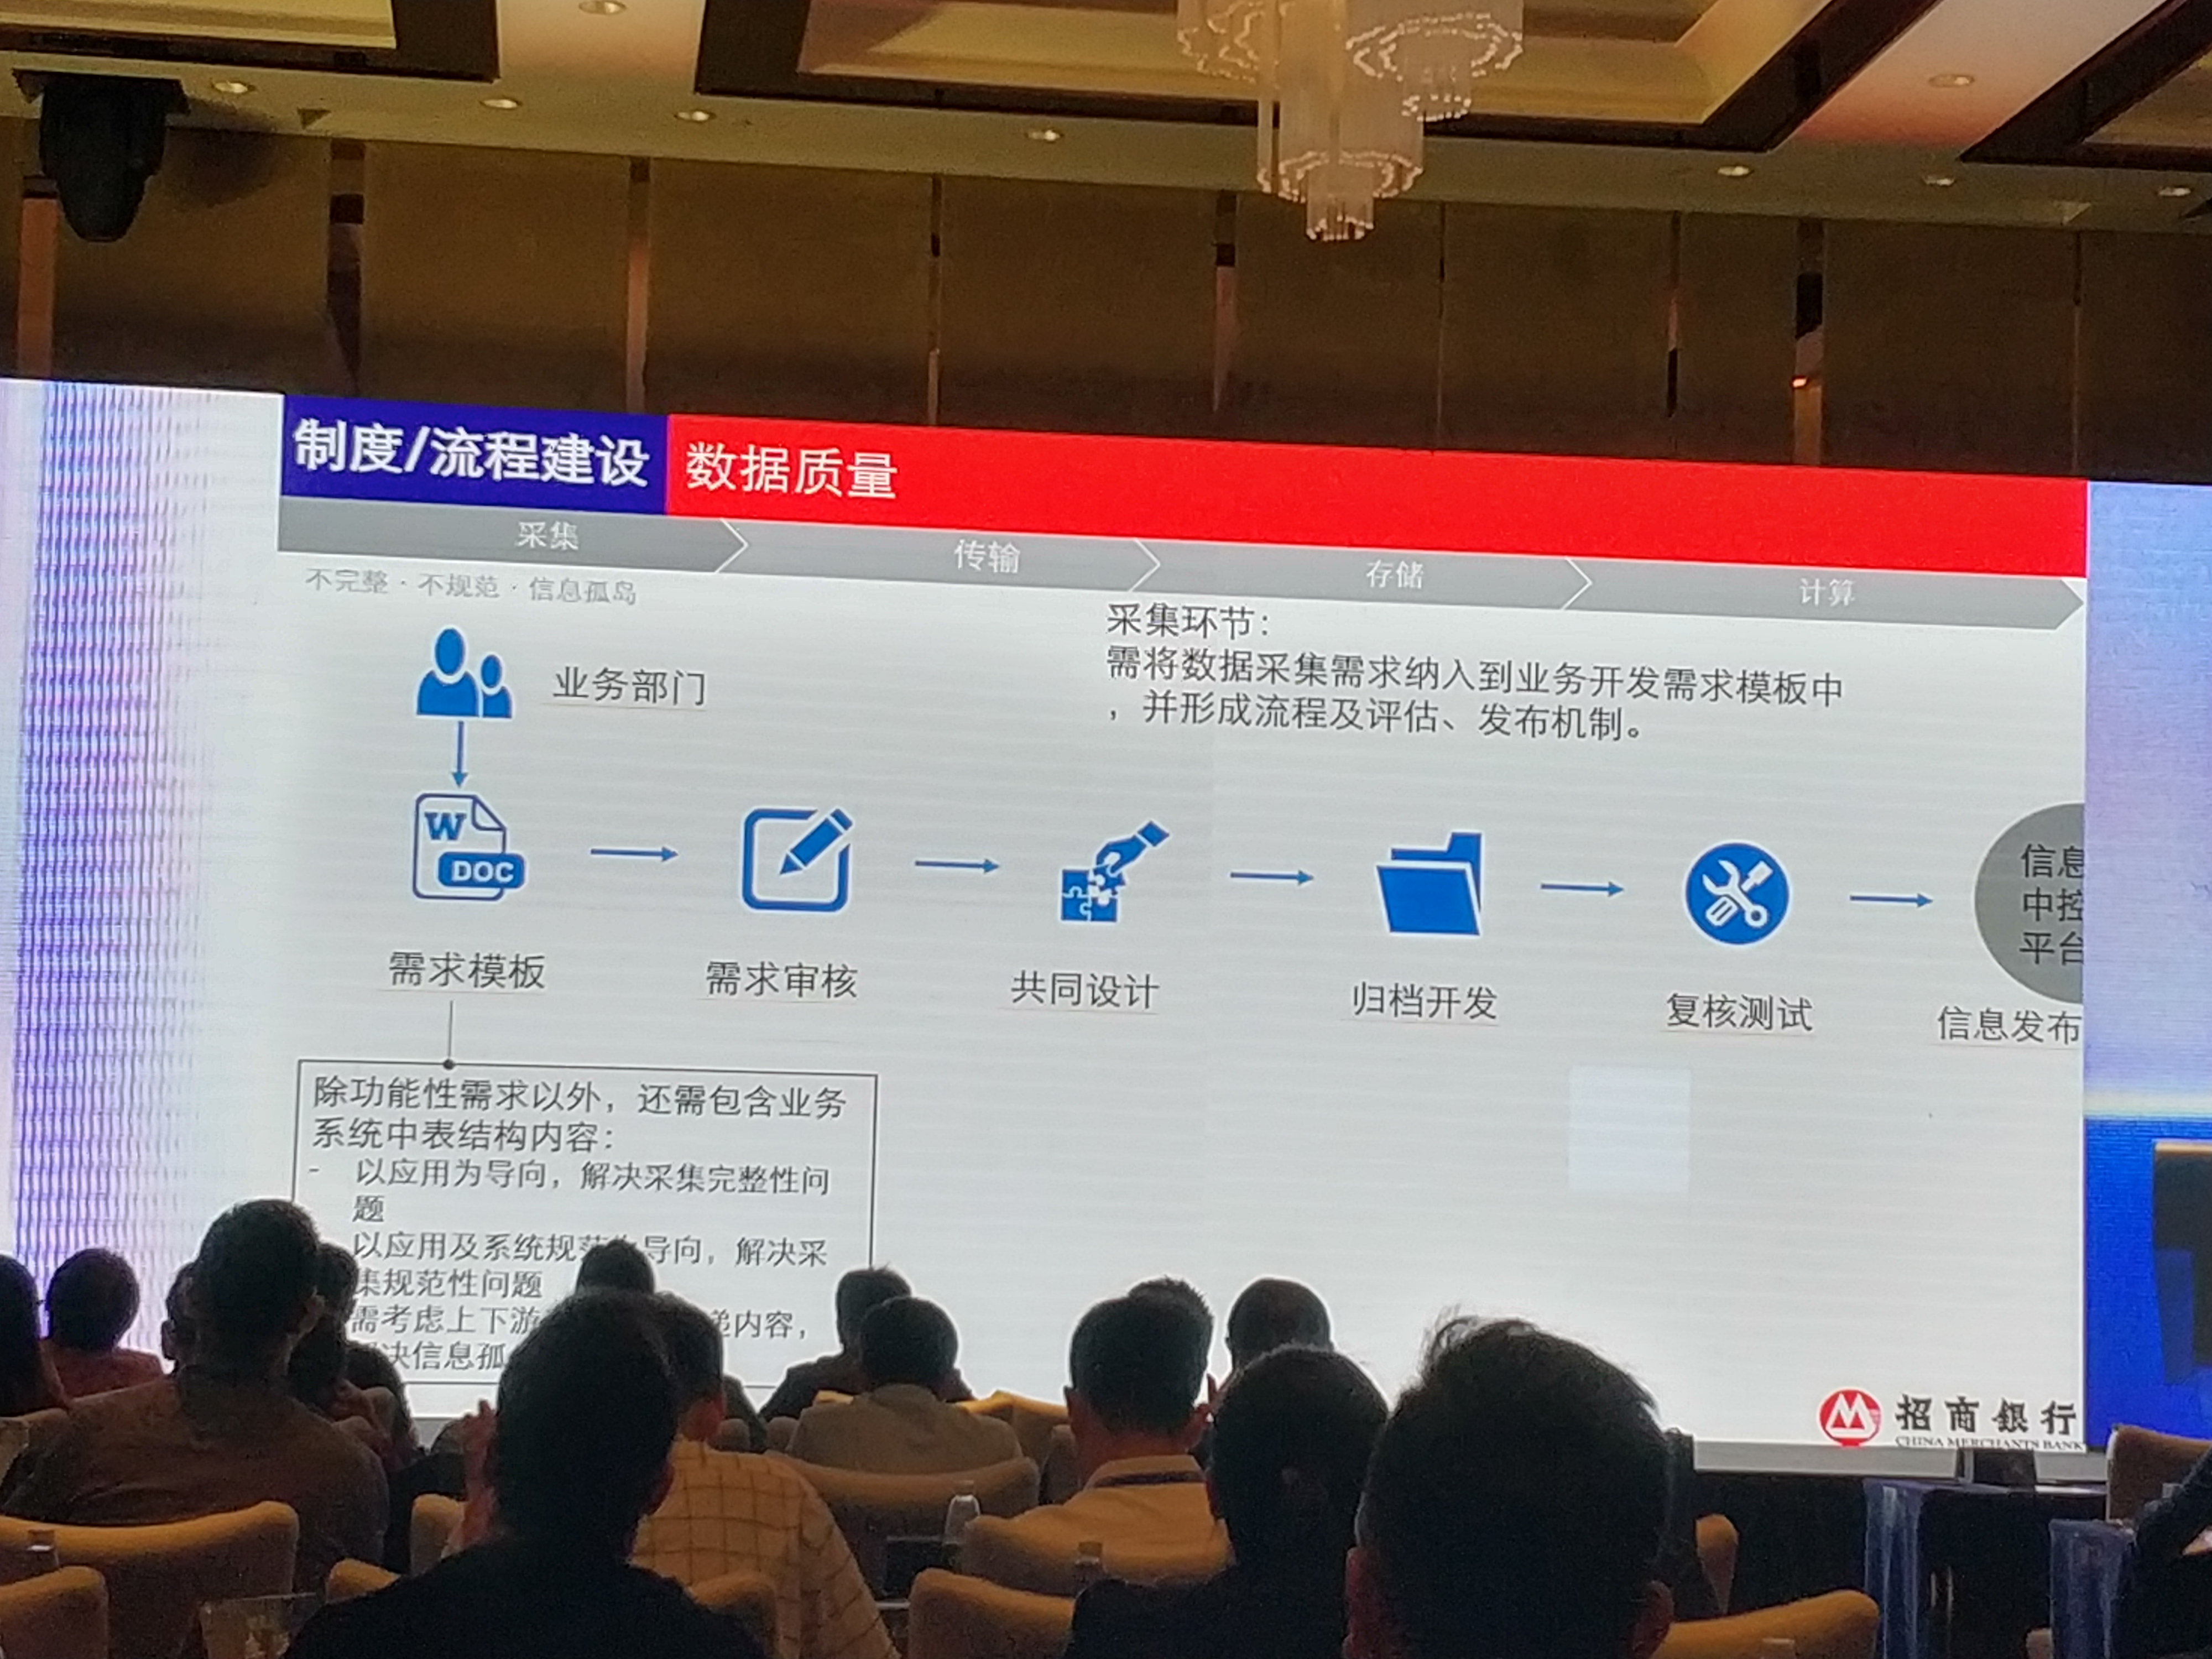 制度/流程建设
数据质量
采集
传输
存储
计算
不完整 · 不规范 · 信息孤岛
采集环节：
需将数据采集需求纳入到业务开发需求模板中
，并形成流程及评估、发布机制。
业务部门
W
DOC
信息
中控
平台
需求模板
需求审核
共同设计
归档开发
复核测试
信息发布
除功能性需求以外，还需包含业务
系统中表结构内容：
- 以应用为导向，解决采集完整性问
题
以应用及系统规范 导向，解决采
集规范性问题
需考虑上下游 递内容，
决信息孤
招商銀行
CHINA MERCHANTS BANK